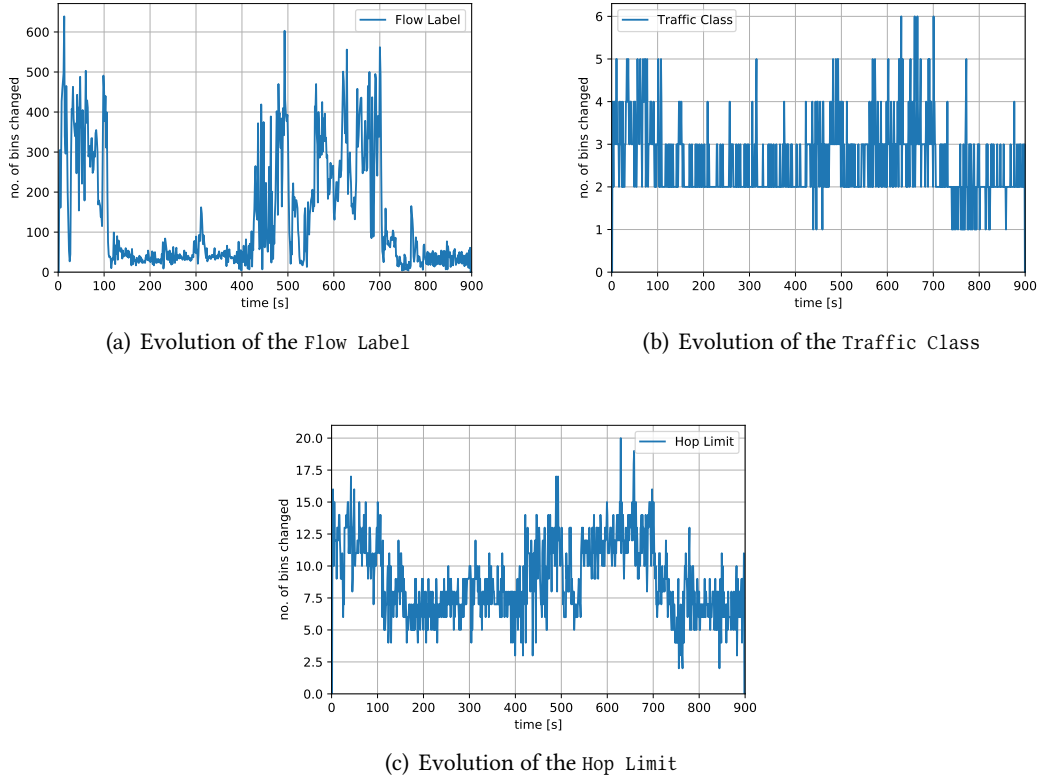 Flow Label
600
500
400
300
200
100
0
no. of bins changed
0 100 200 300 400 500 600 700 800 900
time [s]
(a) Evolution of the Flow Label
Traffic Class
6
5
4
3
2
1
0
no. of bins changed
0 100 200 300 400 500 600 700 800 900
time [s]
(b) Evolution of the Traffic Class
Hop Limit
20.0
17.5
15.0
12.5
10.0
7.5
5.0
2.5
0.0
no. of bins changed
0 100 200 300 400 500 600 700 800 900
time [s]
(c) Evolution of the Hop Limit